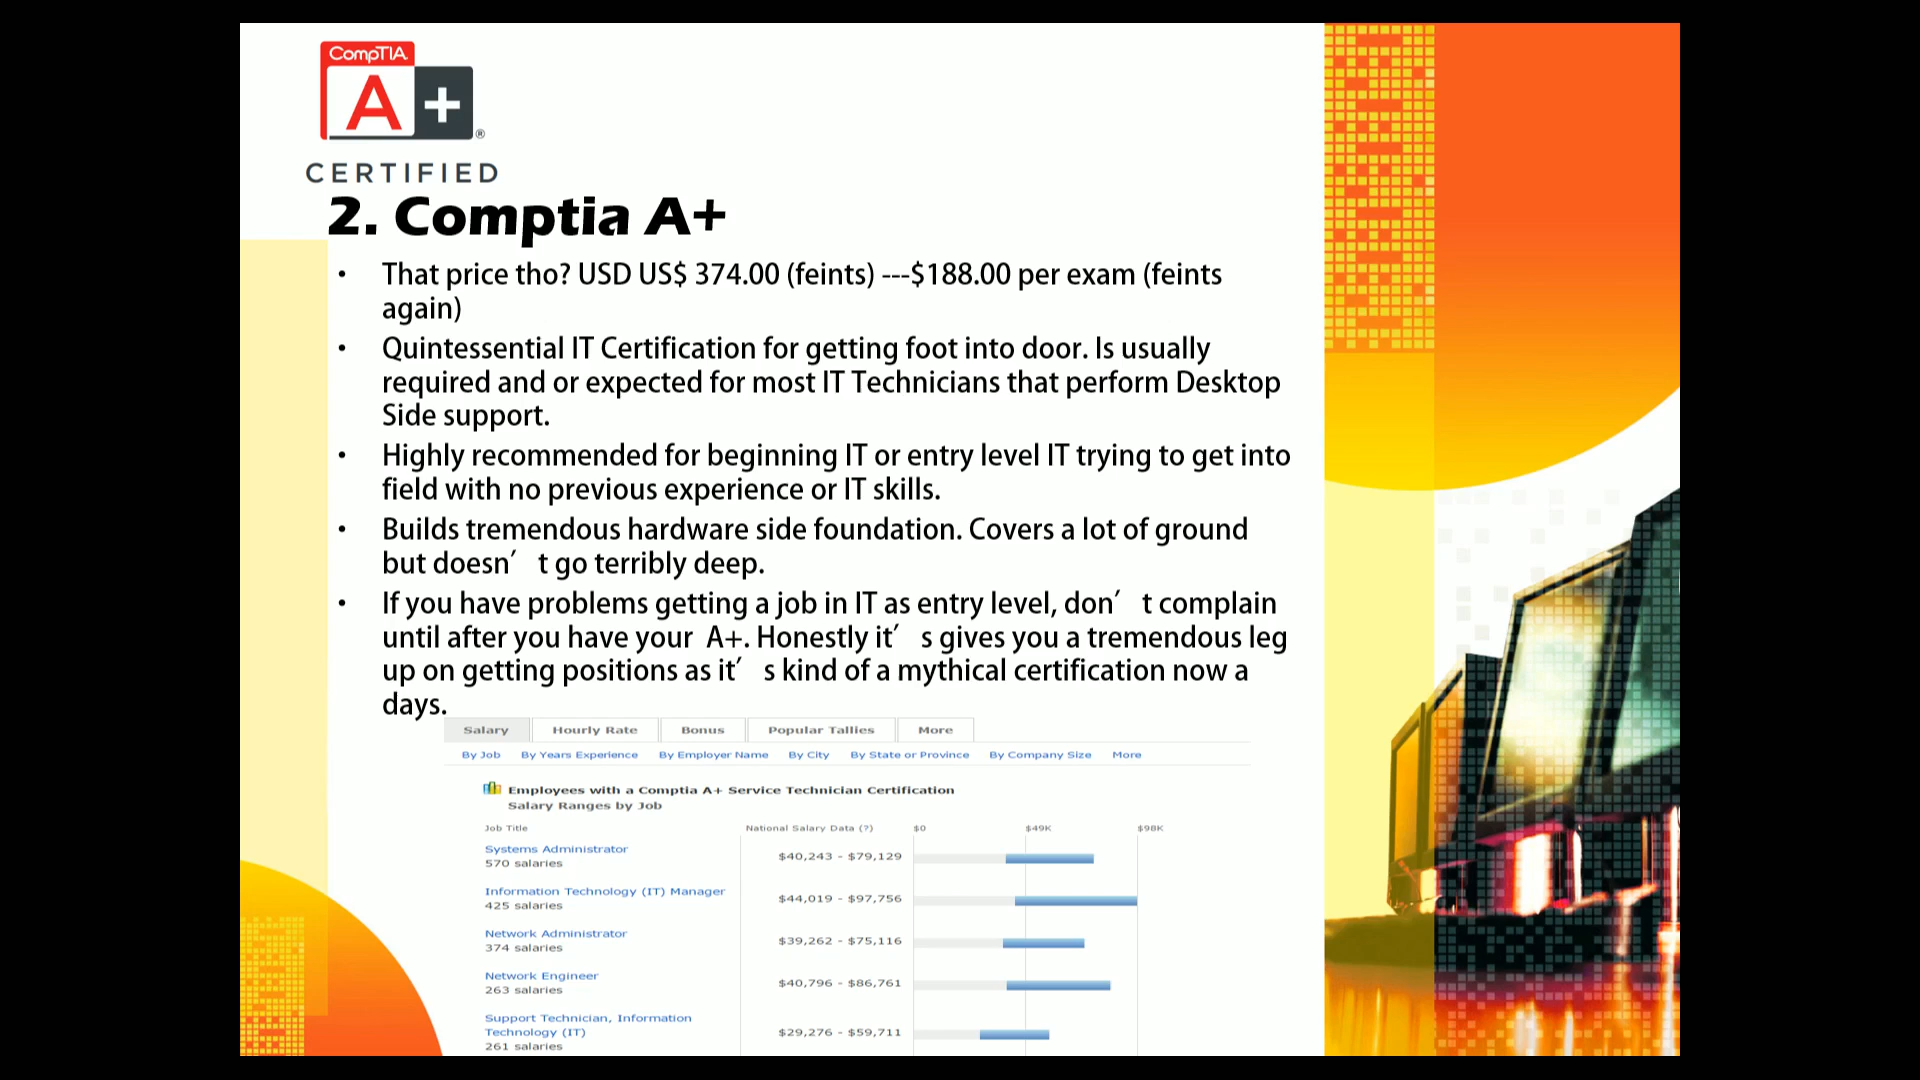 CompTIA
A+
®
CERTIFIED
2. Comptia A+
• That price tho? USD US$ 374.00 (feints) ---$188.00 per exam (feints
again)
• Quintessential IT Certification for getting foot into door. Is usually
required and or expected for most IT Technicians that perform Desktop
Side support.
• Highly recommended for beginning IT or entry level IT trying to get into
field with no previous experience or IT skills.
• Builds tremendous hardware side foundation. Covers a lot of ground
but doesn’ t go terribly deep.
• If you have problems getting a job in IT as entry level, don’ t complain
until after you have your A+. Honestly it’ s gives you a tremendous leg
up on getting positions as it’ s kind of a mythical certification now a
days.
Salary Hourly Rate Bonus Popular Tallies More
By Job By Years Experience By Employer Name By City By State or Province By Company Size More
Employees with a Comptia A+ Service Technician Certification
Salary Ranges by Job
Job Title National Salary Data (?) $0 $49K $98K
Systems Administrator
570 salaries
$40,243 - $79,129
Information Technology (IT) Manager
425 salaries
$44,019 - $97,756
Network Administrator
374 salaries
$39,262 - $75,116
Network Engineer
263 salaries
$40,796 - $86,761
Support Technician, Information
Technology (IT)
261 salaries
$29,276 - $59,711